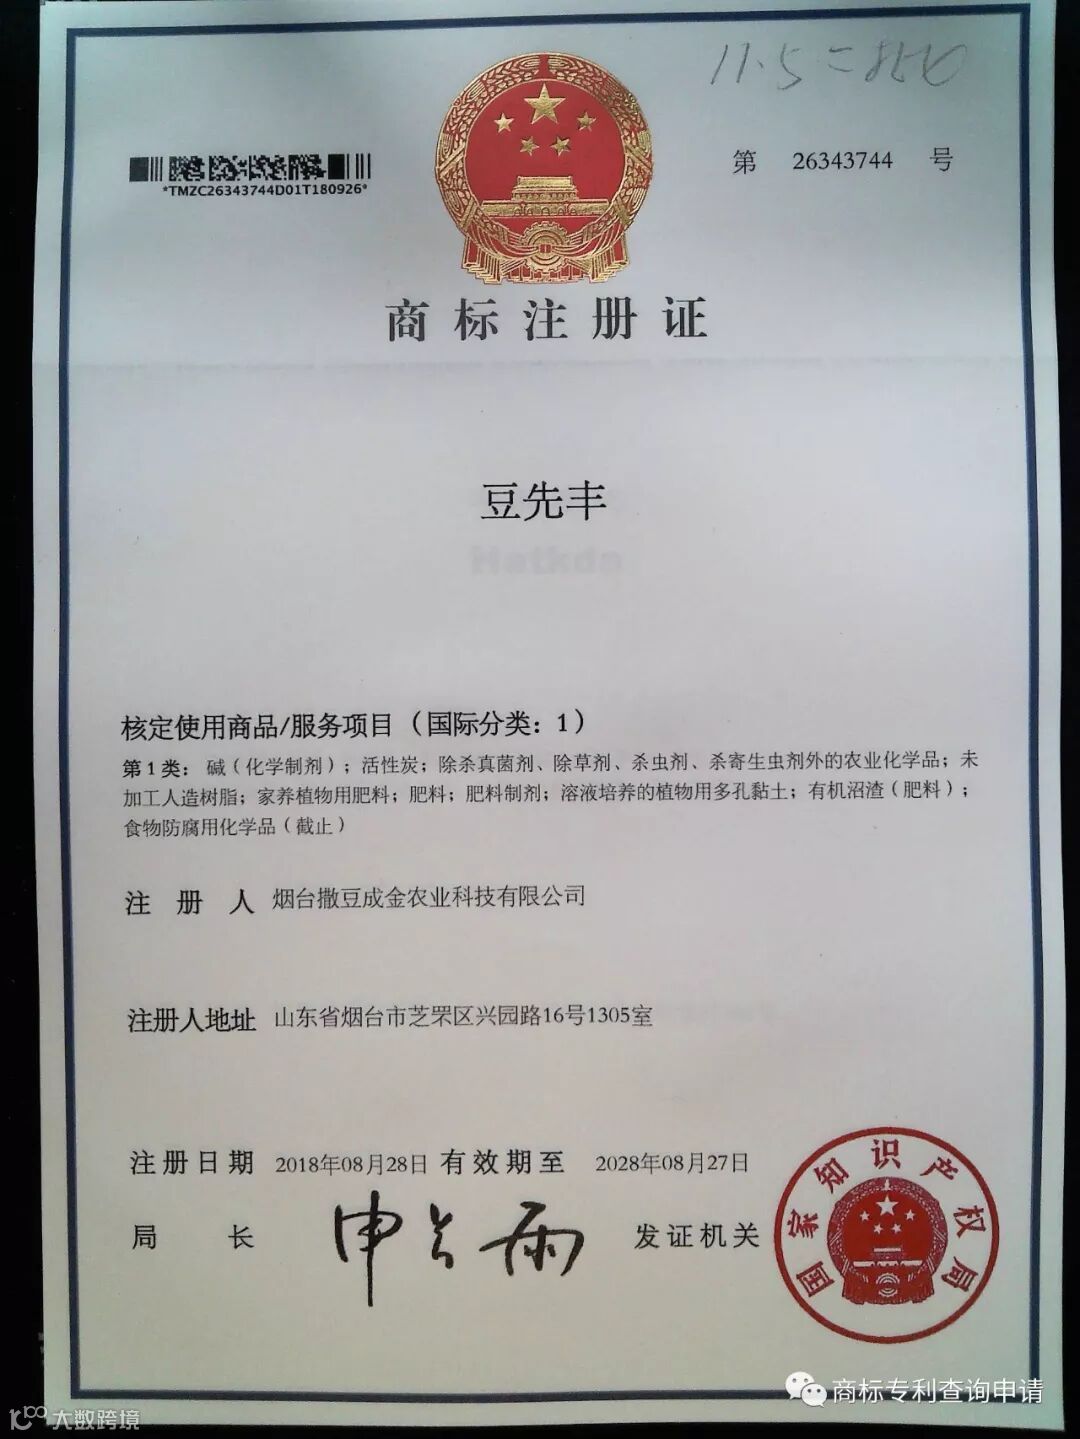 11.5
第 26343744 号
*TMZC26343744D01T180926*
商标注册证
豆先丰
核定使用商品/服务项目（国际分类：1）
第1类：碱（化学制剂）；活性炭；除杀真菌剂、除草剂、杀虫剂、杀寄生虫剂外的农业化学品；未
加工人造树脂；家养植物用肥料；肥料；肥料制剂；溶液培养的植物用多孔黏土；有机沼渣（肥料）；
食物防腐用化学品（截止）
注册人 烟台撒豆成金农业科技有限公司
注册人地址 山东省烟台市芝罘区兴园路16号1305室
注册日期 2018年08月28日 有效期至 2028年08月27日
局长 申长雨 发证机关
国家知识产权局
商标专利查询申请
大数跨境